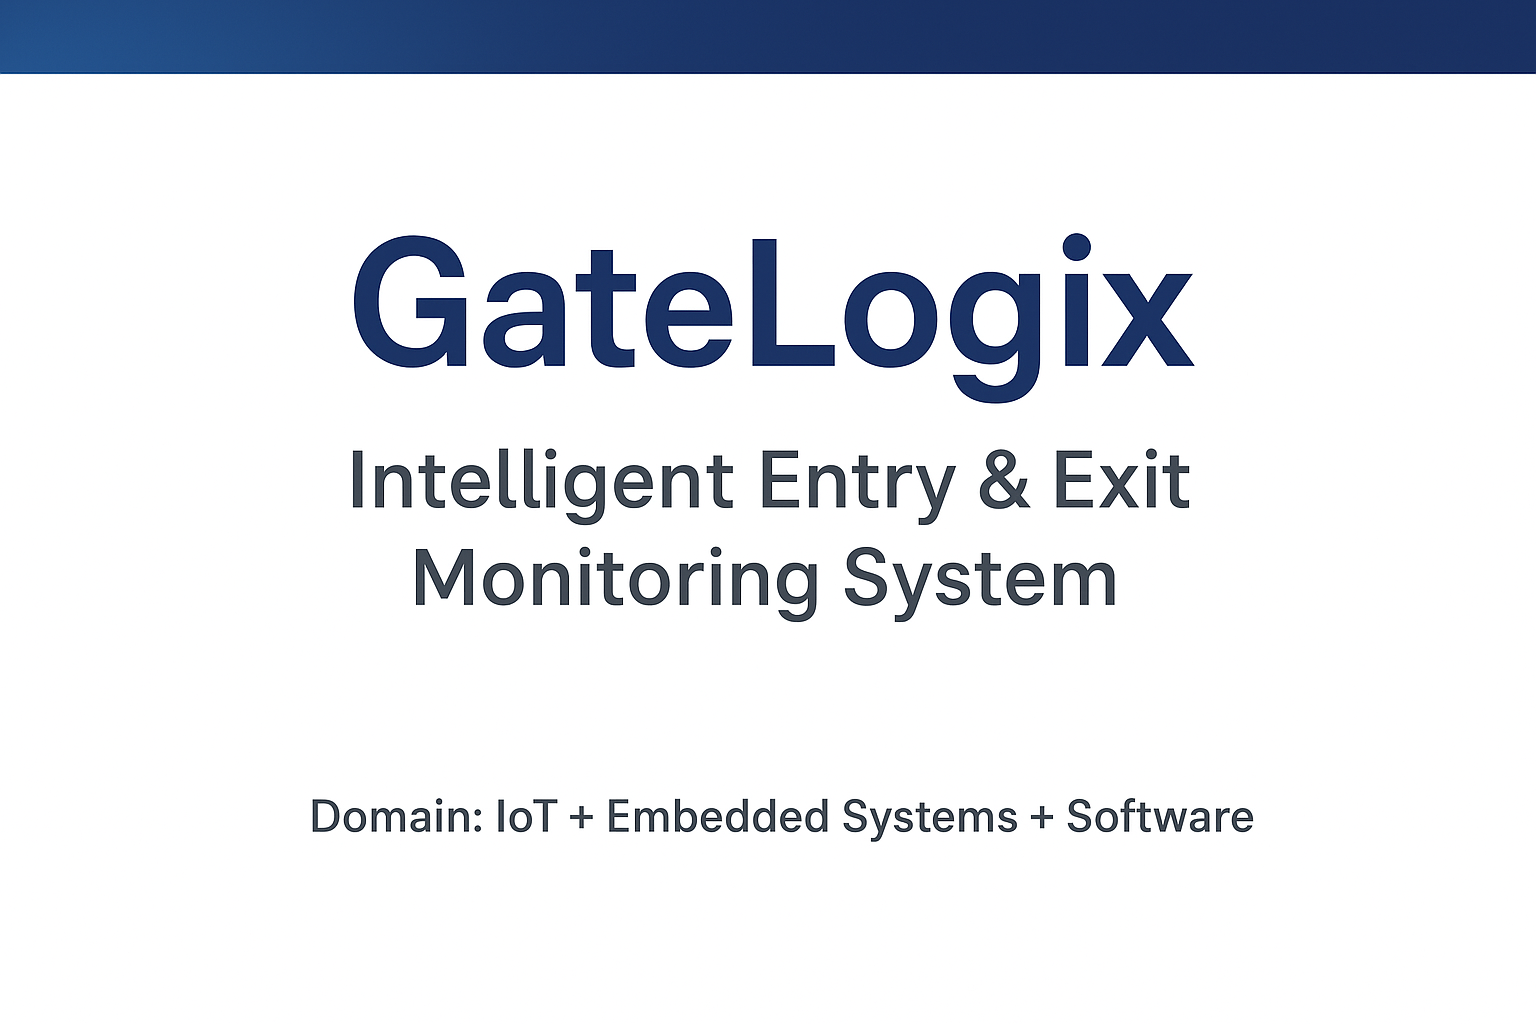 GateLogix
Intelligent Entry & Exit
Monitoring System
Domain: IoT + Embedded Systems + Software